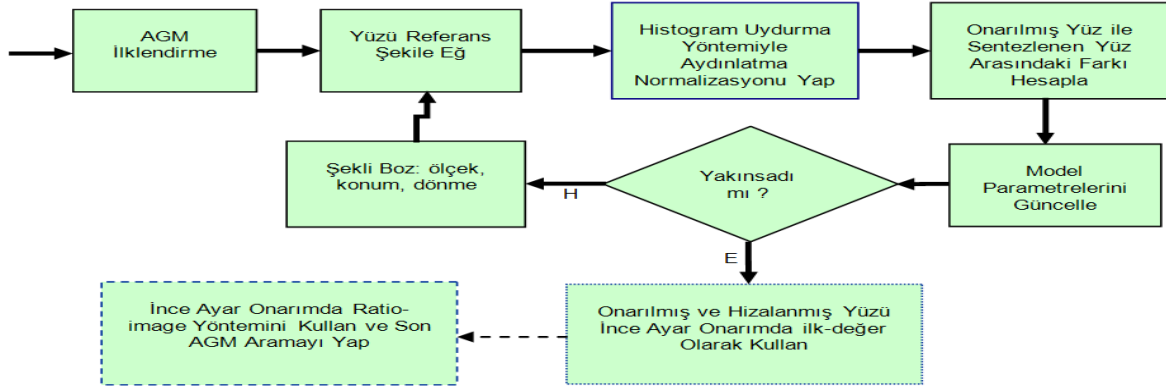 AGM
İlklendirme
Yüzü Referans
Şekile Eğ
Histogram Uydurma
Yöntemiyle
Aydınlatma
Normalizasyonu Yap
Onarılmış Yüz ile
Sentezlenen Yüz
Arasındaki Farkı
Hesapla
Model
Parametrelerini
Güncelle
Yakınsadı
mı ?
H
Şekli Boz: ölçek,
konum, dönme
E
Onarılmış ve Hizalanmış Yüzü
İnce Ayar Onarımda ilk-değer
Olarak Kullan
İnce Ayar Onarımda Ratio-
image Yöntemini Kullan ve Son
AGM Aramayı Yap